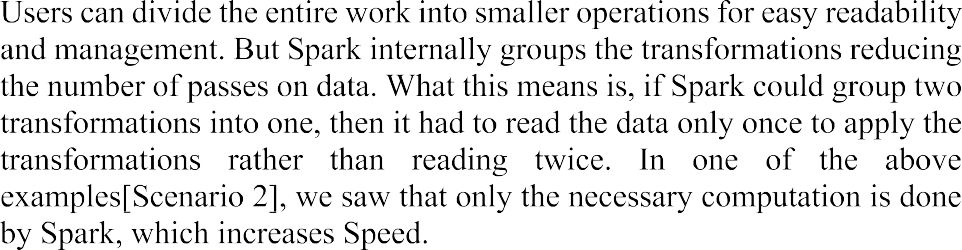 Users can divide the entire work into smaller operations for easy readability
and management. But Spark internally groups the transformations reducing
the number of passes on data. What this means is, if Spark could group two
transformations into one, then it had to read the data only once to apply the
transformations rather than reading twice. In one of the above
examples[Scenario 2], we saw that only the necessary computation is done
by Spark, which increases Speed.